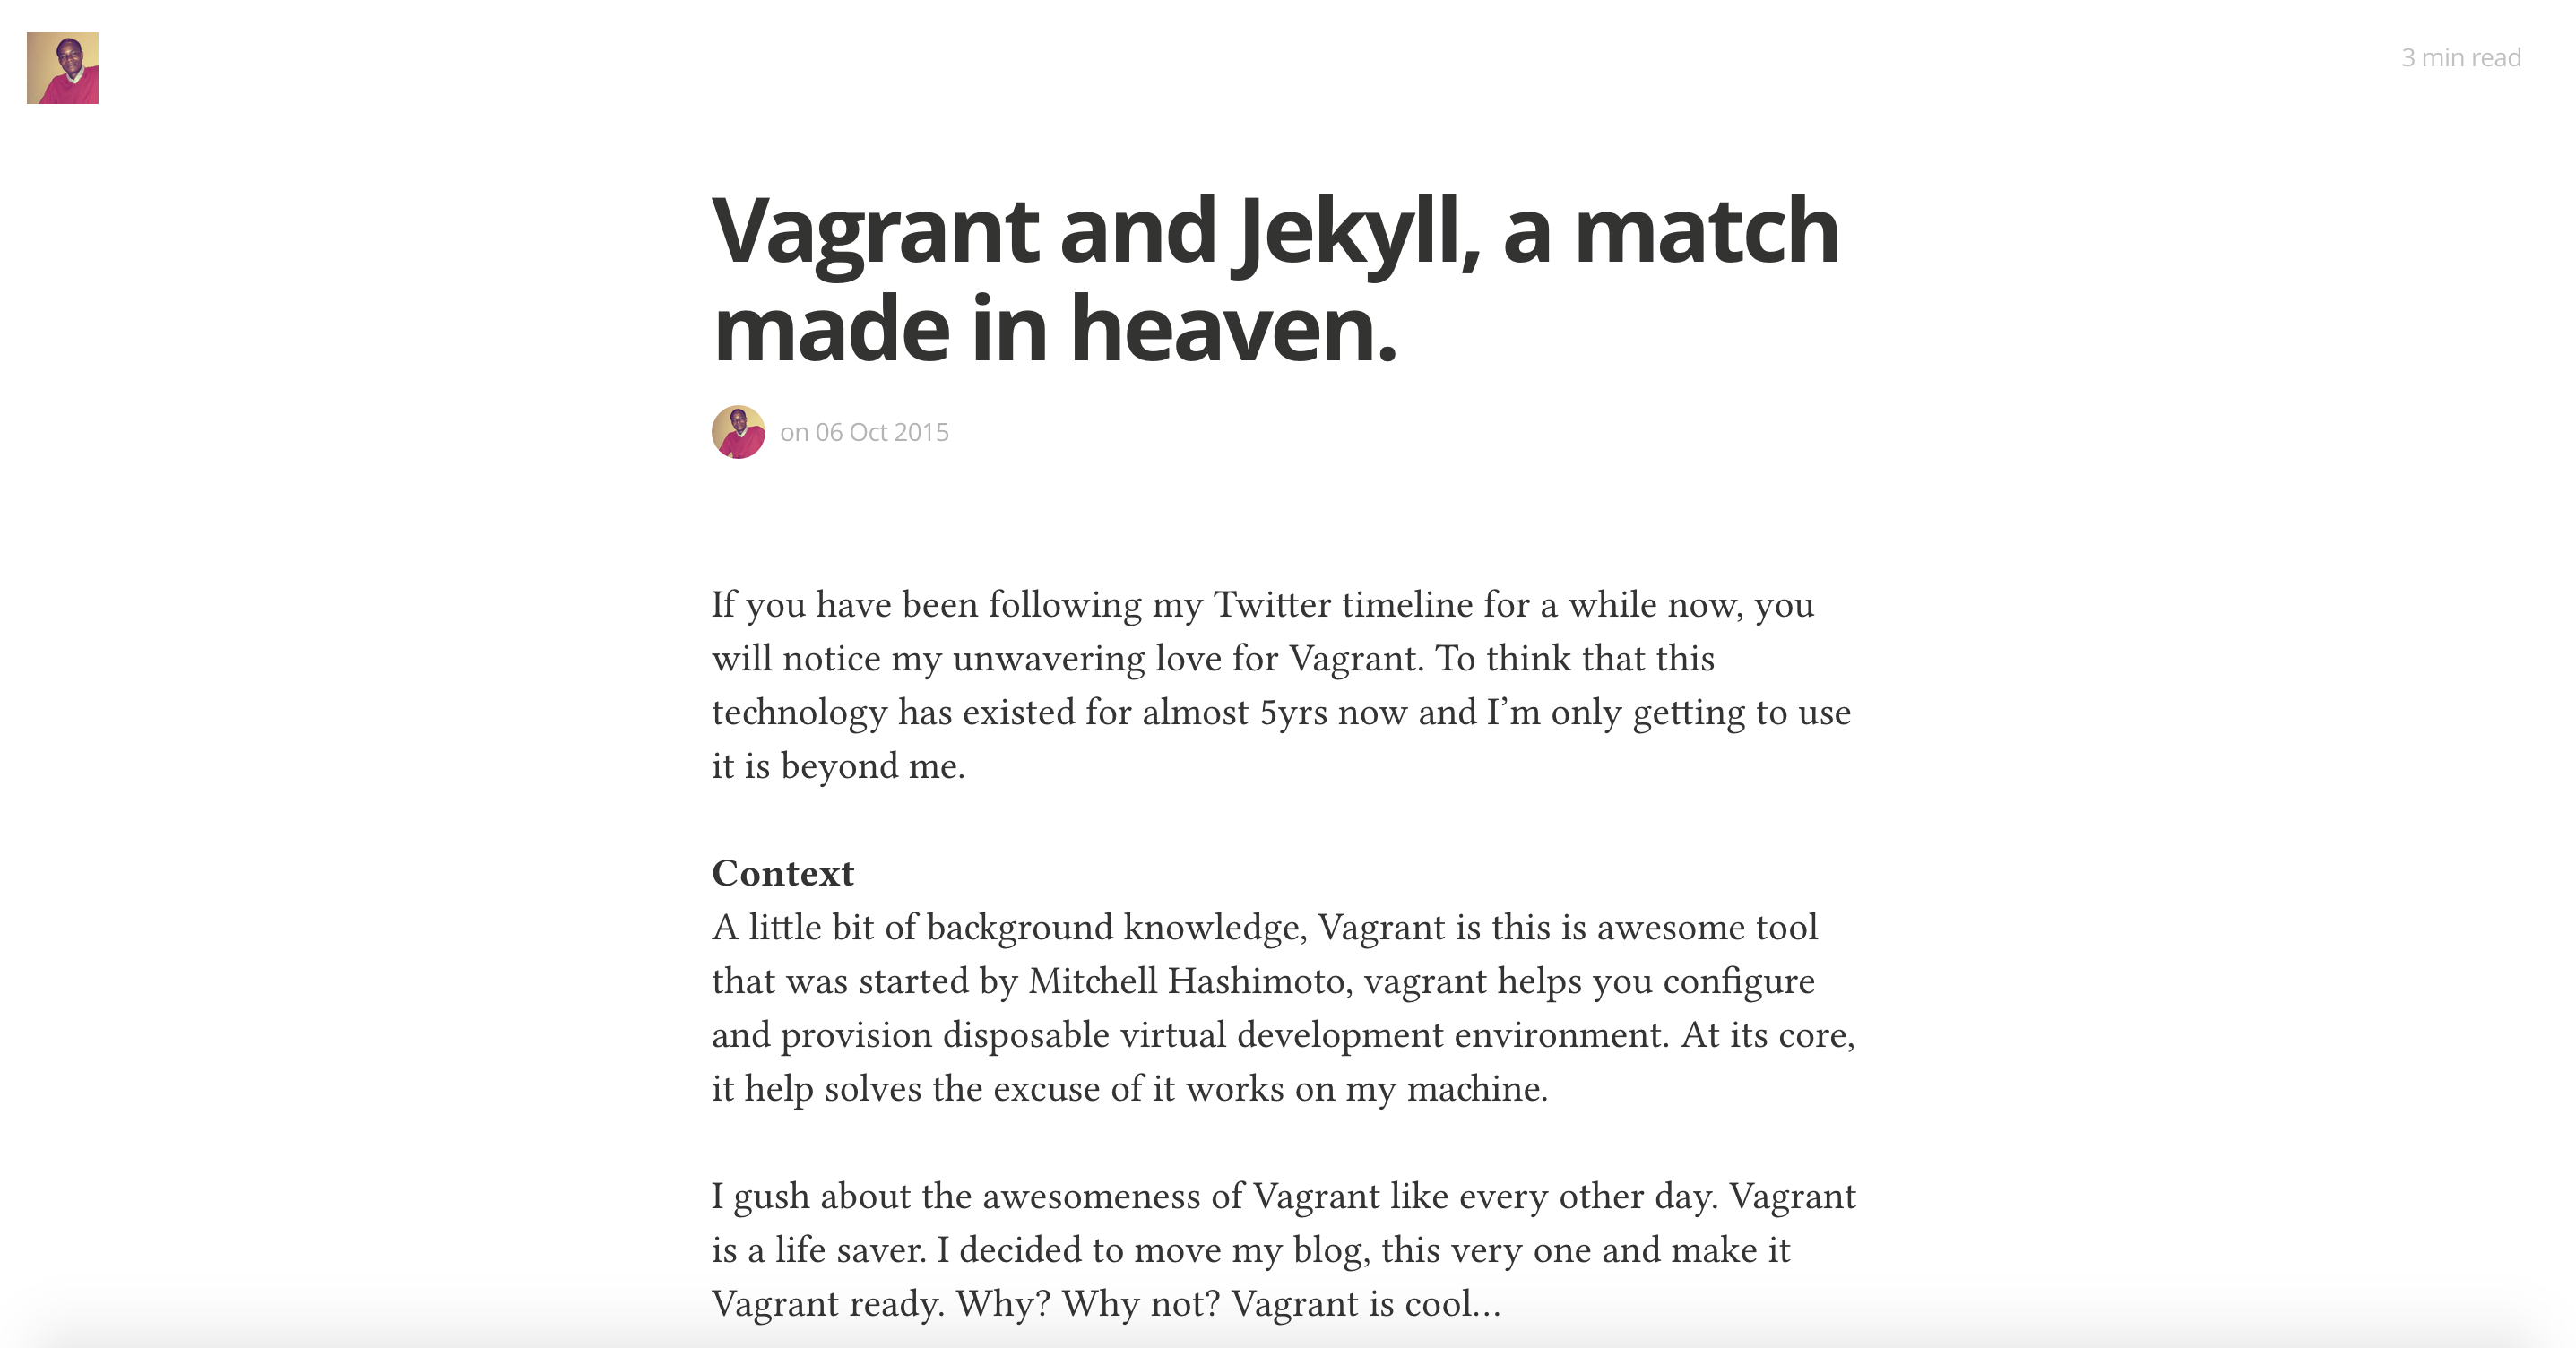 3 min read
Vagrant and Jekyll, a match
made in heaven.
on 06 Oct 2015
If you have been following my Twitter timeline for a while now, you
will notice my unwavering love for Vagrant. To think that this
technology has existed for almost 5yrs now and I’m only getting to use
it is beyond me.
Context
A little bit of background knowledge, Vagrant is this is awesome tool
that was started by Mitchell Hashimoto, vagrant helps you configure
and provision disposable virtual development environment. At its core,
it help solves the excuse of it works on my machine.
I gush about the awesomeness of Vagrant like every other day. Vagrant
is a life saver. I decided to move my blog, this very one and make it
Vagrant ready. Why? Why not? Vagrant is cool…